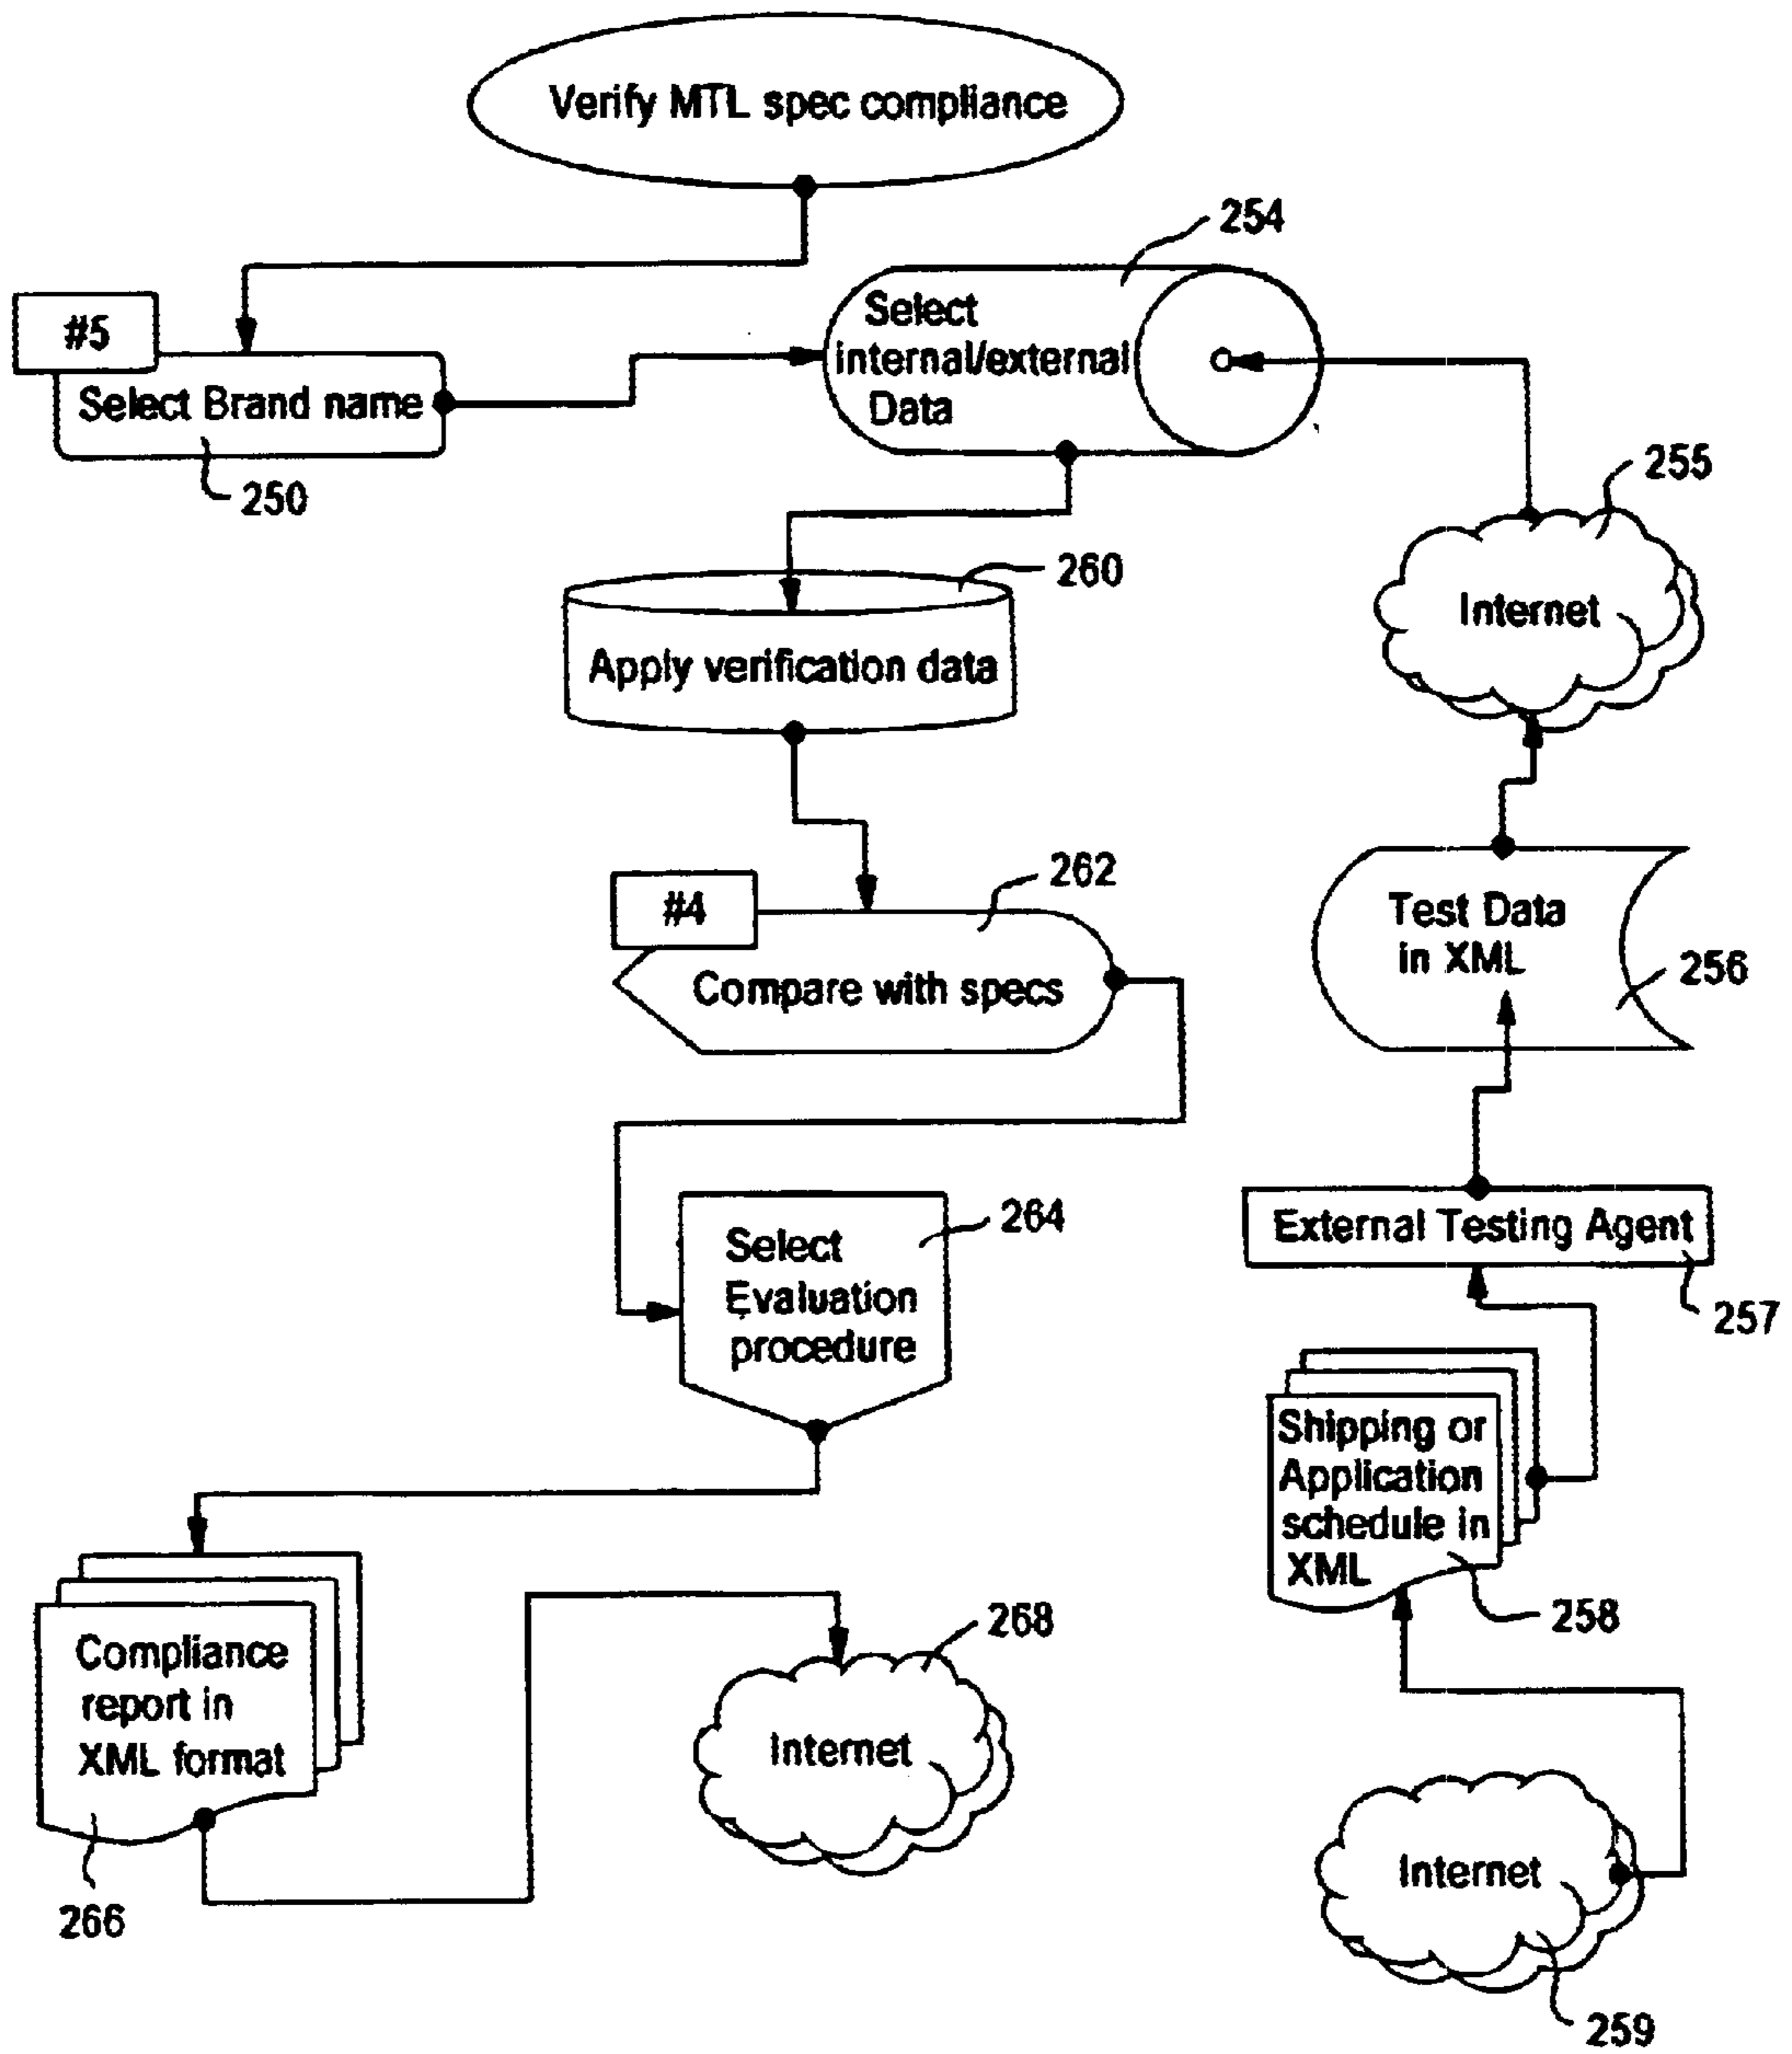 Verify MTL spec compliance
254
#5
Select Brand name
250
Select
internal/external
Data
255
Internet
260
Apply verification data
262
#4
Compare with specs
Test Data
in XML
256
264
Select
Evaluation
procedure
External Testing Agent
257
Shipping or
Application
schedule in
XML
258
Compliance
report in
XML format
266
268
Internet
Internet
259